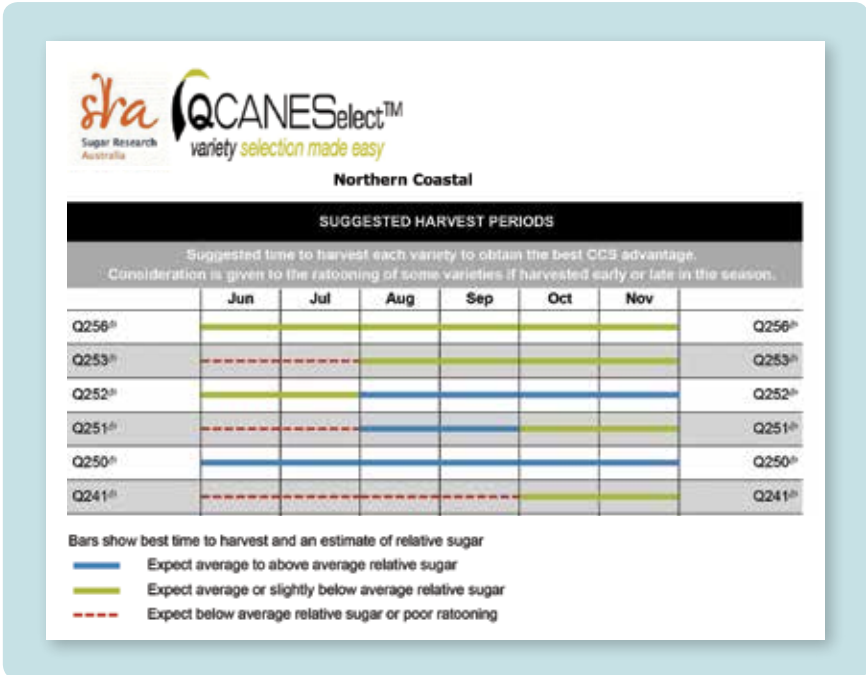 sra
Sugar Research
Australia
QCANESelect™
variety selection made easy
Northern Coastal
SUGGESTED HARVEST PERIODS
Suggested time to harvest each variety to obtain the best CCS advantage.
Consideration is given to the ratooning of some varieties if harvested early or late in the season.
Jun Jul Aug Sep Oct Nov
Q256 Q256
Q253 Q253
Q252 Q252
Q251 Q251
Q250 Q250
Q241 Q241
Bars show best time to harvest and an estimate of relative sugar
Expect average to above average relative sugar
Expect average or slightly below average relative sugar
Expect below average relative sugar or poor ratooning